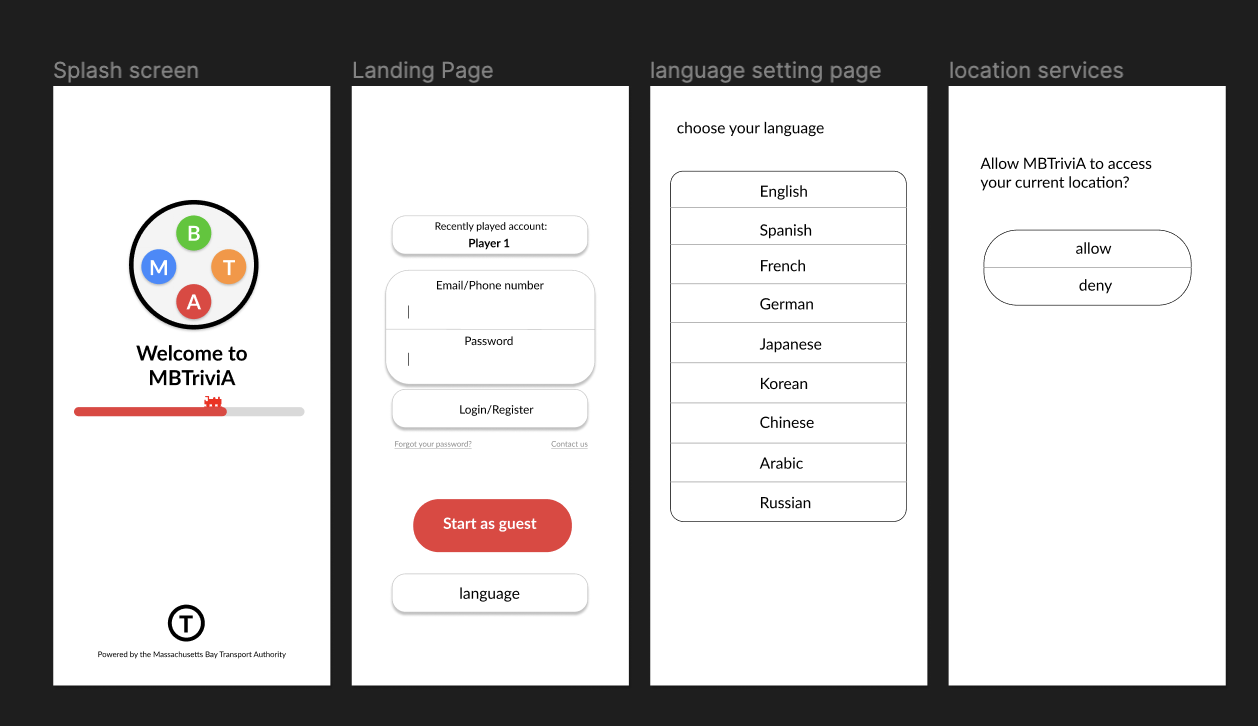 Splash screen
B
M
T
A
Welcome to
MBTriviA
T
Powered by the Massachusetts Bay Transport Authority
Landing Page
Recently played account:
Player 1
Email/Phone number
Password
Login/Register
Forgot your password?
Contact us
Start as guest
language
language setting page
choose your language
English
Spanish
French
German
Japanese
Korean
Chinese
Arabic
Russian
location services
Allow MBTriviA to access
your current location?
allow
deny